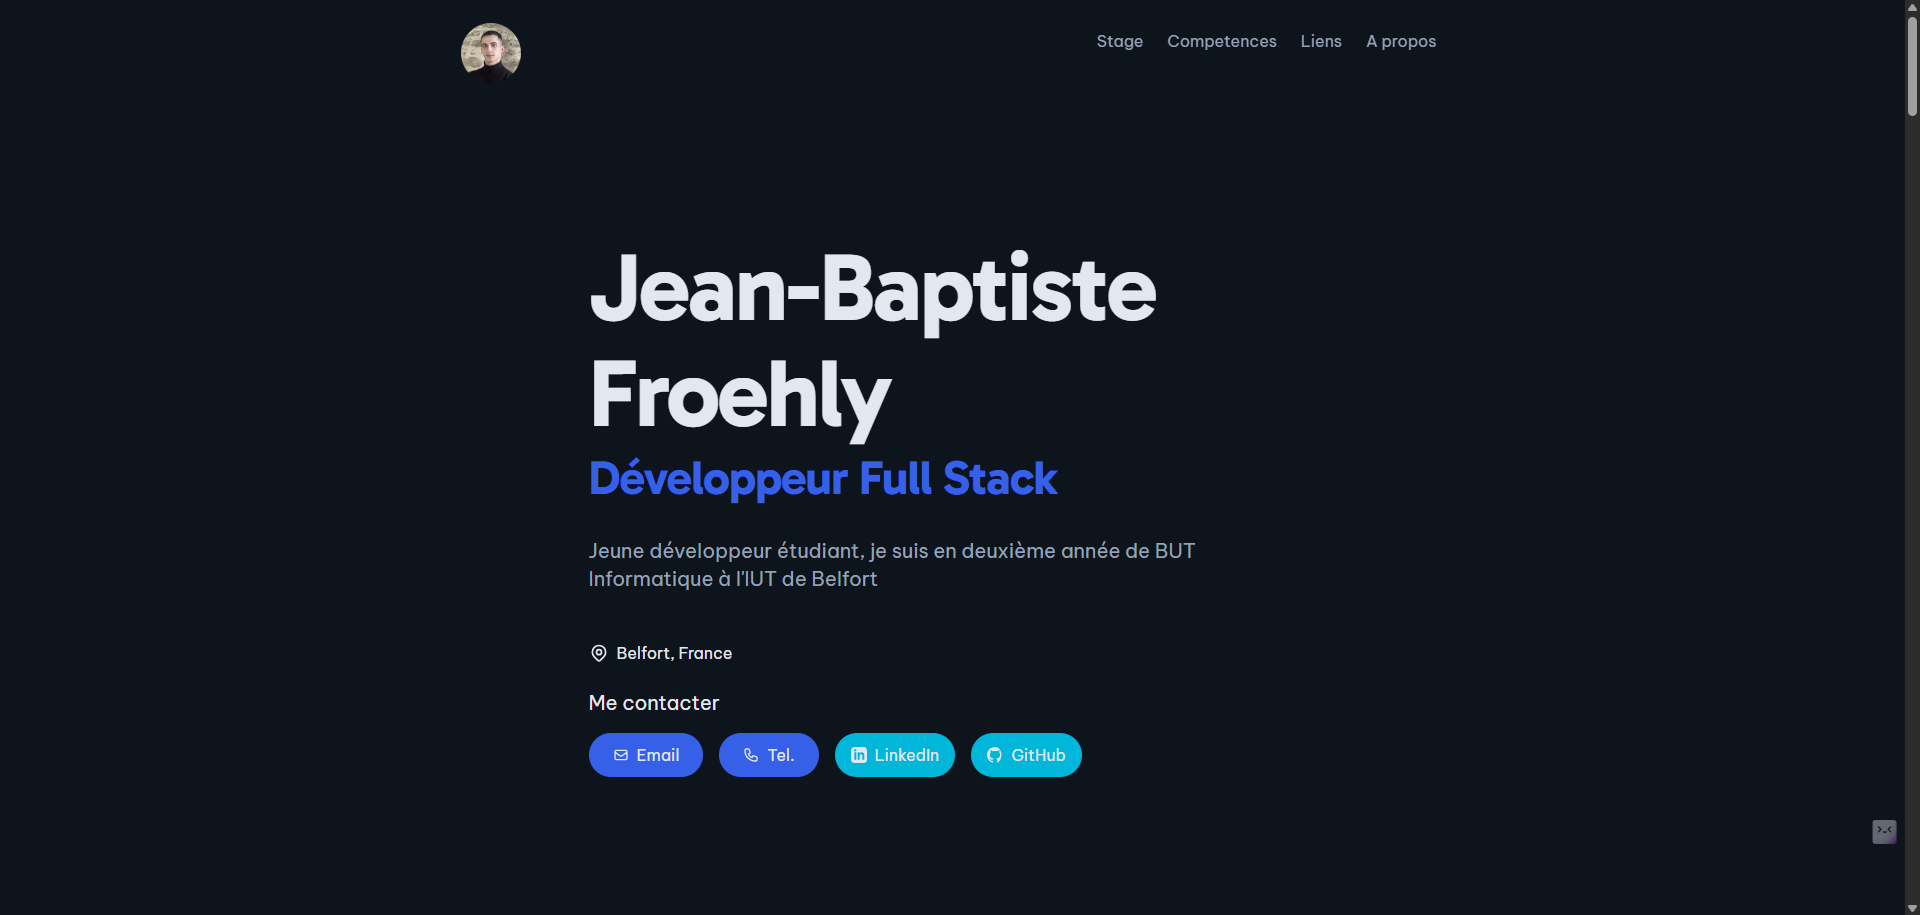 Stage Competences Liens A propos
Jean-Baptiste
Froehly
Développeur Full Stack
Jeune développeur étudiant, je suis en deuxième année de BUT
Informatique à l'IUT de Belfort
Belfort, France
Me contacter
Email Tel. LinkedIn GitHub